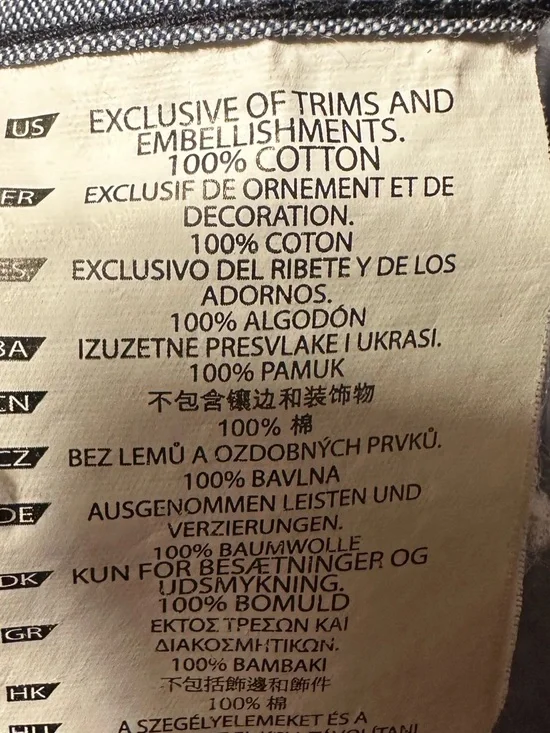 US EXCLUSIVE OF TRIMS AND
EMBELLISHMENTS.
100% COTTON
FR EXCLUSIF DE ORNEMENT ET DE
DECORATION.
100% COTON
ES EXCLUSIVO DEL RIBETE Y DE LOS
ADORNOS.
100% ALGODÓN
BA IZUZETNE PRESVLAKE I UKRASI.
100% PAMUK
CN 不包含镶边和装饰物
100% 棉
CZ BEZ LEMŮ A OZDOBNÝCH PRVKŮ.
100% BAVLNA
DE AUSGENOMMEN LEISTEN UND
VERZIERUNGEN.
100% BAUMWOLLE
DK KUN FOR BESÆTNINGER OG
UDSMYKNING.
100% BOMULD
GR ΕΚΤΟΣ ΤΡΕΣΩΝ ΚΑΙ
ΔΙΑΚΟΣΜΗΤΙΚΩΝ.
100% ΒΑΜΒΑΚΙ
HK 不包括飾邊和飾件
100% 棉
HU A SZEGÉLYELEMEKET ÉS A